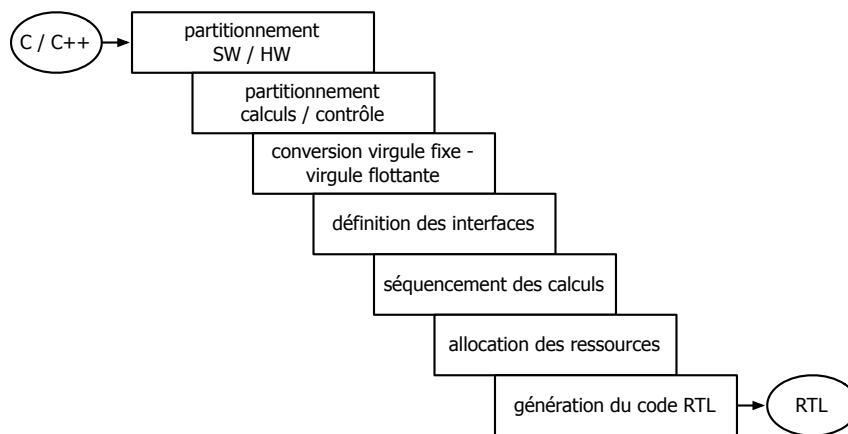 C / C++
partitionnement
SW / HW
partitionnement
calculs / contrôle
conversion virgule fixe -
virgule flottante
définition des interfaces
séquencement des calculs
allocation des ressources
génération du code RTL
RTL